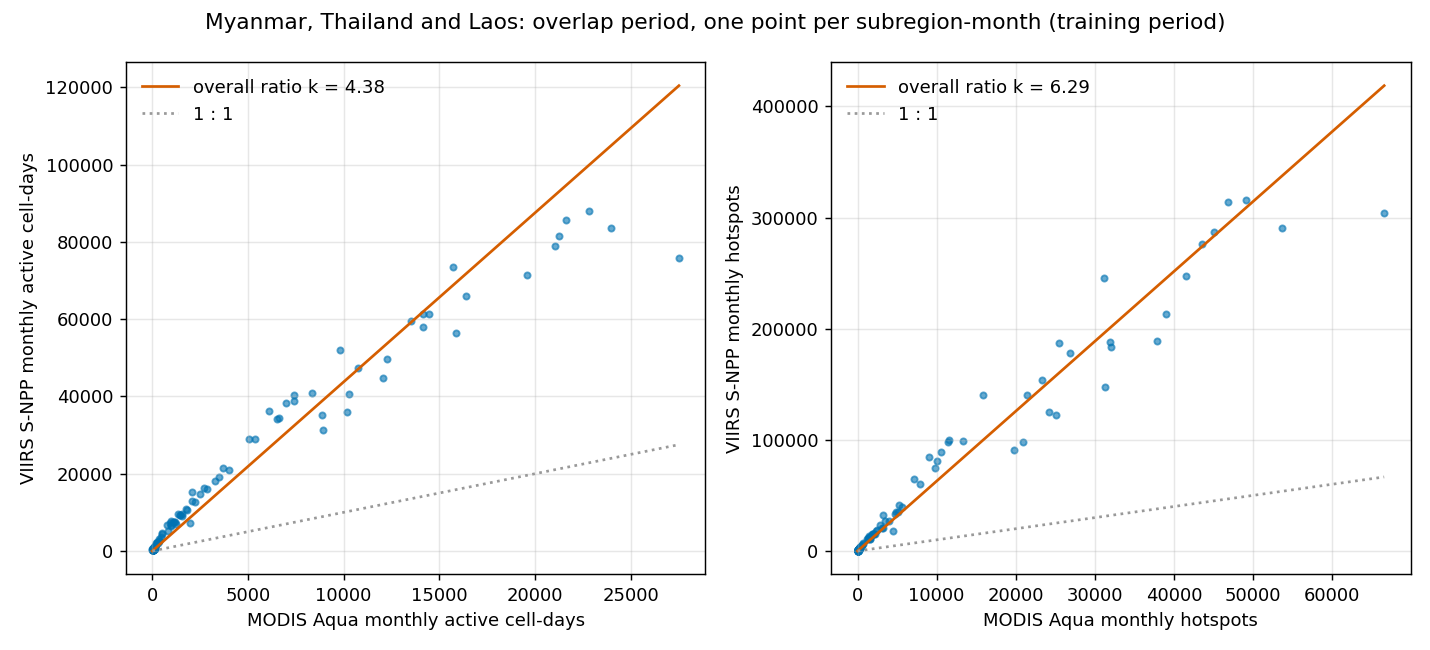 Myanmar, Thailand and Laos: overlap period, one point per subregion-month (training period)
overall ratio k = 4.38
1 : 1
120000
100000
80000
60000
40000
20000
0
VIIRS S-NPP monthly active cell-days
0 5000 10000 15000 20000 25000
MODIS Aqua monthly active cell-days
overall ratio k = 6.29
1 : 1
400000
300000
200000
100000
0
VIIRS S-NPP monthly hotspots
0 10000 20000 30000 40000 50000 60000
MODIS Aqua monthly hotspots